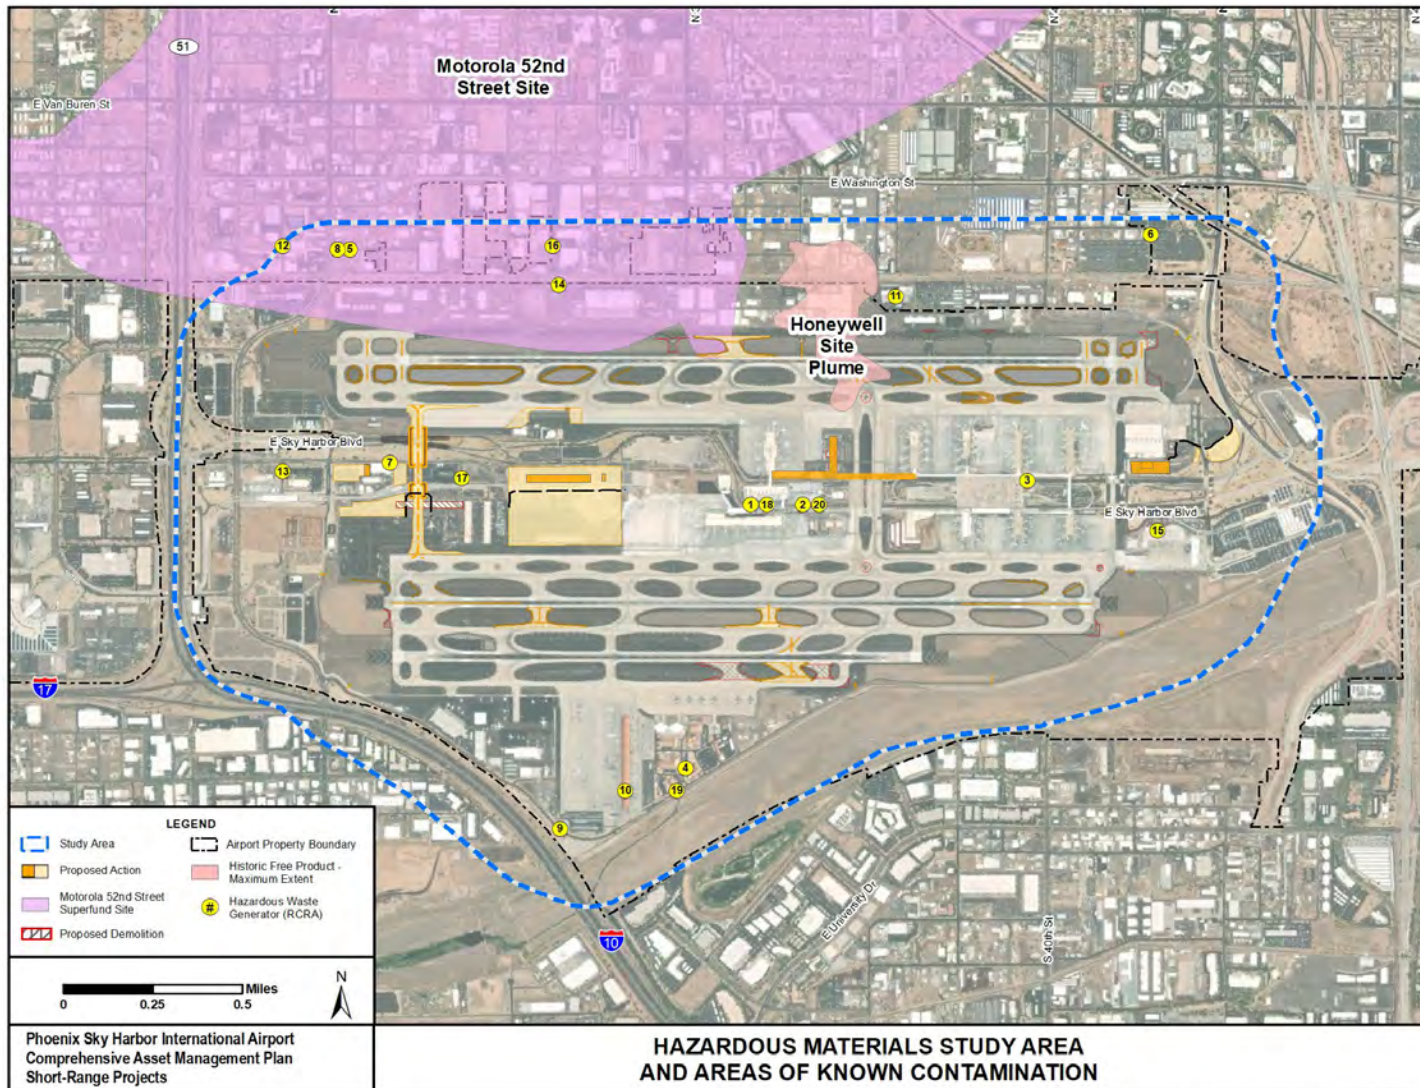 51
Motorola 52nd
Street Site
E Van Buren St
E Washington St
12
8
5
16
14
6
11
Honeywell
Site
Plume
E Sky Harbor Blvd
7
13
17
3
1
18
2
20
E Sky Harbor Blvd
15
17
4
10
19
9
E University Dr
S 40th St
10
LEGEND
Study Area
Airport Property Boundary
Proposed Action
Historic Free Product -
Maximum Extent
Motorola 52nd Street
Superfund Site
#
Hazardous Waste
Generator (RCRA)
Proposed Demolition
N
Miles
0
0.25
0.5
Phoenix Sky Harbor International Airport
Comprehensive Asset Management Plan
Short-Range Projects
HAZARDOUS MATERIALS STUDY AREA
AND AREAS OF KNOWN CONTAMINATION